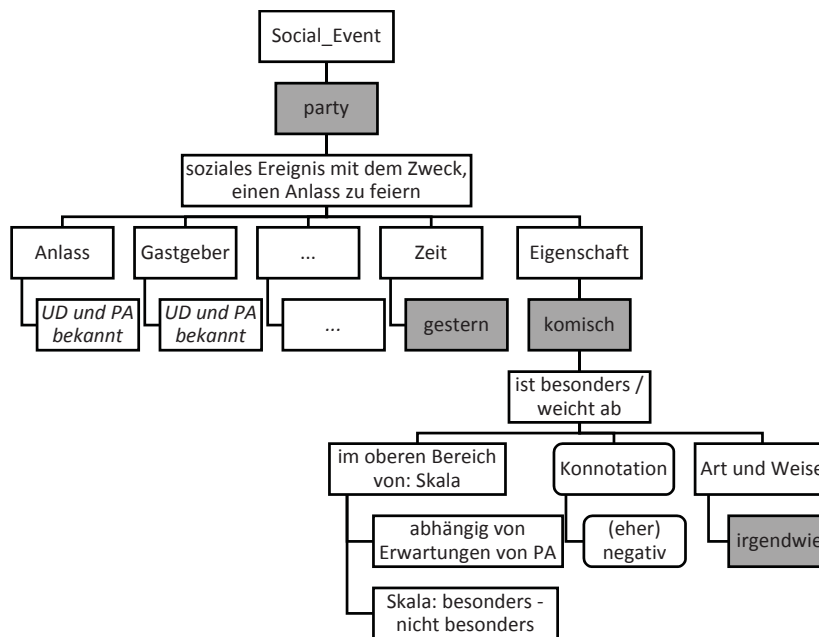 Social_Event
party
soziales Ereignis mit dem Zweck,
einen Anlass zu feiern
Anlass
Gastgeber
...
Zeit
Eigenschaft
UD und PA
bekannt
UD und PA
bekannt
...
gestern
komisch
ist besonders /
weicht ab
im oberen Bereich
von: Skala
Konnotation
Art und Weise
abhängig von
Erwartungen von PA
(eher)
negativ
irgendwie
Skala: besonders -
nicht besonders